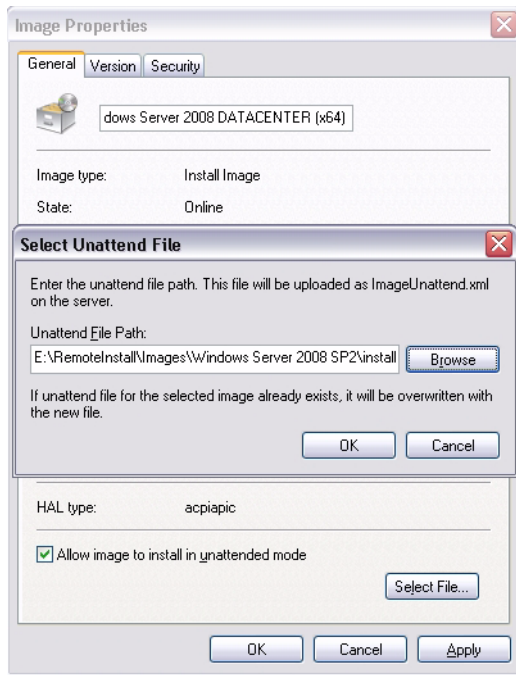 Image Properties
General Version Security
dows Server 2008 DATACENTER (x64)
Image type: Install Image
State: Online
Select Unattend File
Enter the unattend file path. This file will be uploaded as ImageUnattend.xml
on the server.
Unattend File Path:
E:\RemoteInstall\Images\Windows Server 2008 SP2\install
Browse
If unattend file for the selected image already exists, it will be overwritten with
the new file.
OK Cancel
HAL type: acpiapic
Allow image to install in unattended mode
Select File...
OK Cancel Apply